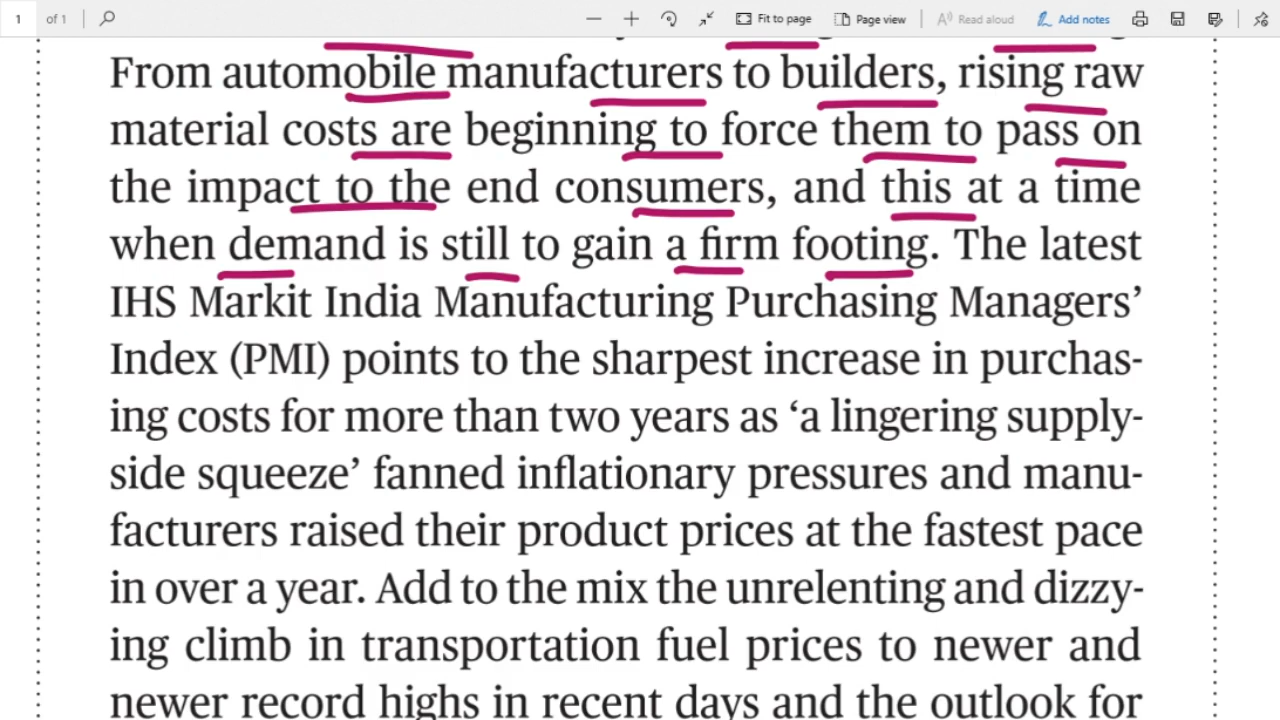 1 of 1 Fit to page Page view Read aloud Add notes
From automobile manufacturers to builders, rising raw
material costs are beginning to force them to pass on
the impact to the end consumers, and this at a time
when demand is still to gain a firm footing. The latest
IHS Markit India Manufacturing Purchasing Managers’
Index (PMI) points to the sharpest increase in purchas-
ing costs for more than two years as ‘a lingering supply-
side squeeze’ fanned inflationary pressures and manu-
facturers raised their product prices at the fastest pace
in over a year. Add to the mix the unrelenting and dizzy-
ing climb in transportation fuel prices to newer and
newer record highs in recent days and the outlook for